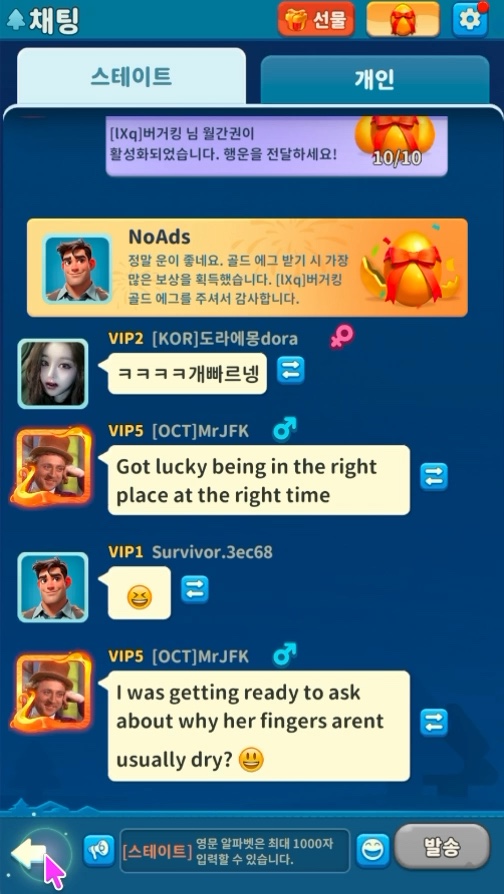 채팅
선물
스테이트
개인
[lXq]버거킹 님 월간권이
활성화되었습니다. 행운을 전달하세요!
10/10
NoAds
정말 운이 좋네요. 골드 에그 받기 시 가장
많은 보상을 획득했습니다. [lXq]버거킹
골드 에그를 주셔서 감사합니다.
VIP2 [KOR]도라에몽dora
ㅋㅋㅋㅋ개빠르넹
VIP5 [OCT]MrJFK
Got lucky being in the right
place at the right time
VIP1 Survivor.3ec68
😆
VIP5 [OCT]MrJFK
I was getting ready to ask
about why her fingers arent
usually dry? 😃
[스테이트] 영문 알파벳은 최대 1000자
입력할 수 있습니다.
발송